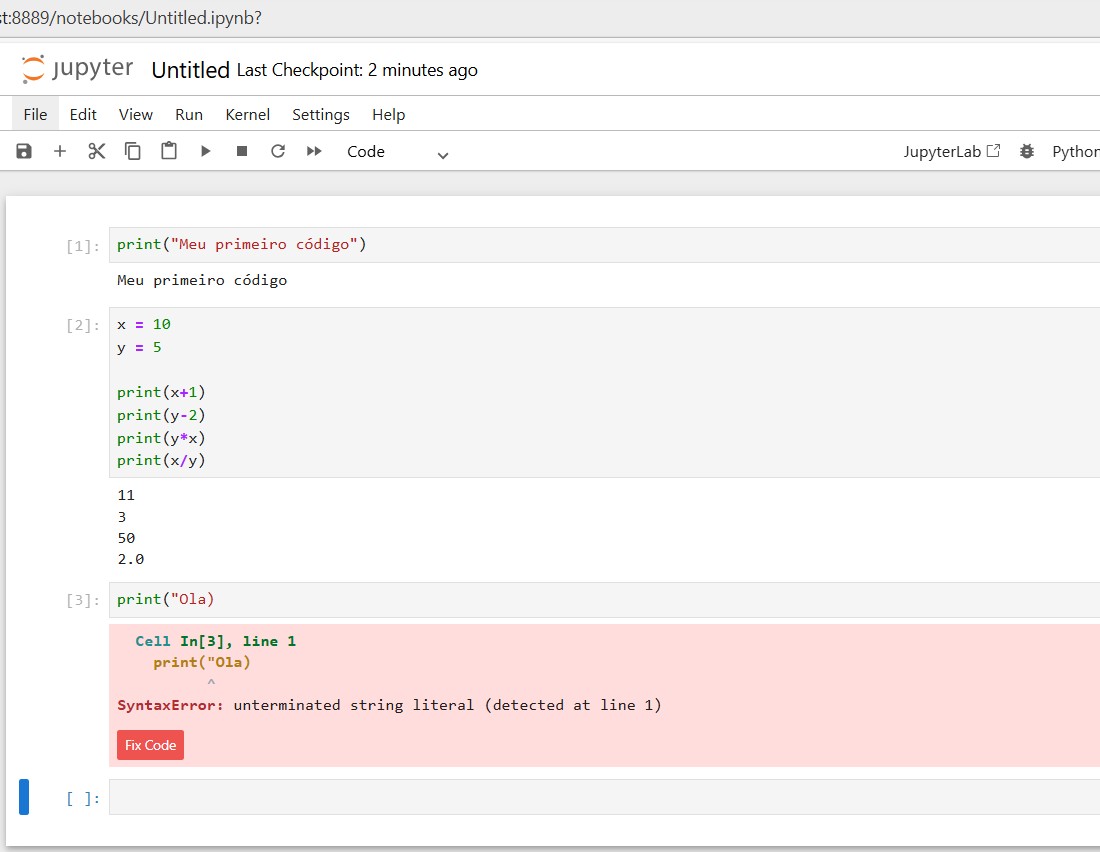 st:8889/notebooks/Untitled.ipynb?
jupyter Untitled Last Checkpoint: 2 minutes ago
File Edit View Run Kernel Settings Help
Code JupyterLab Python
[1]: print("Meu primeiro código")
Meu primeiro código
[2]: x = 10
y = 5
print(x+1)
print(y-2)
print(y*x)
print(x/y)
11
3
50
2.0
[3]: print("Ola)
Cell In[3], line 1
print("Ola)
^
SyntaxError: unterminated string literal (detected at line 1)
Fix Code
[ ]: